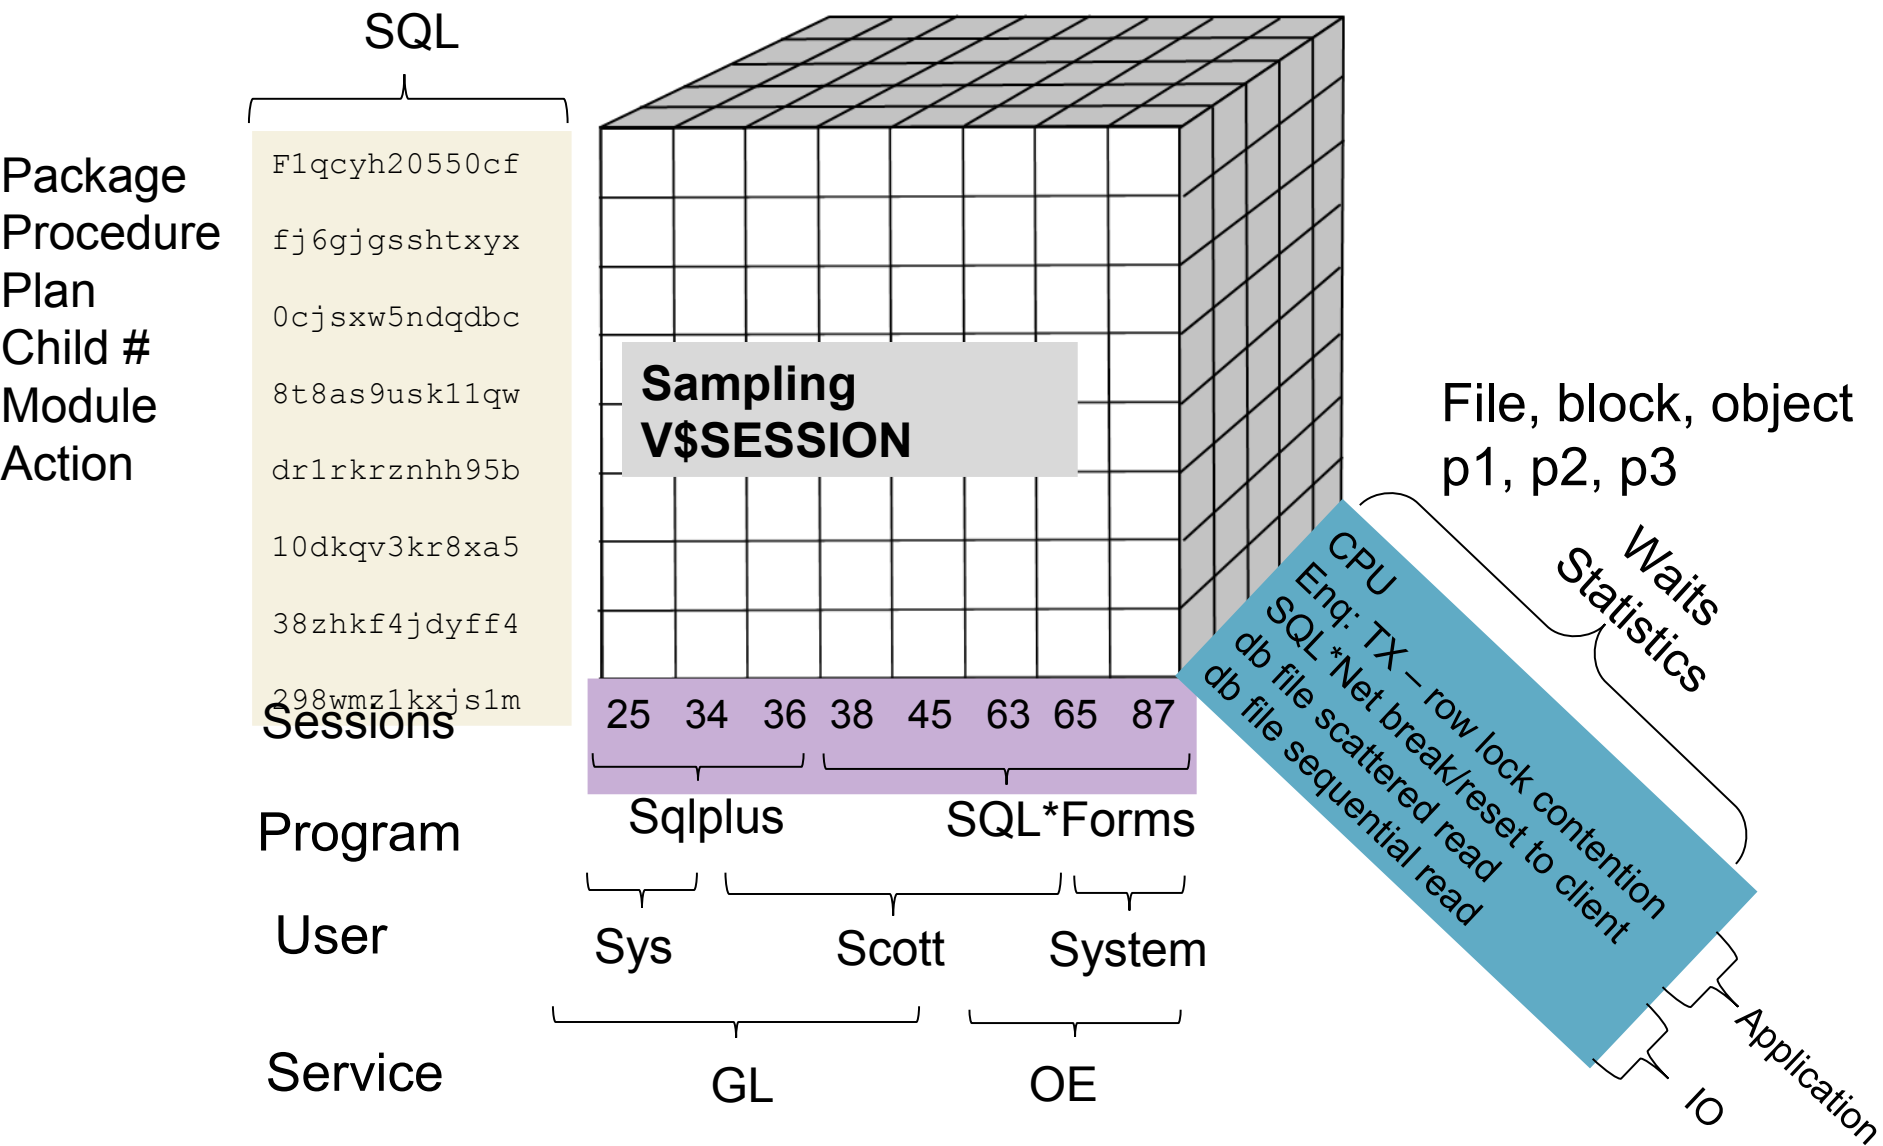 SQL
Package
Procedure
Plan
Child #
Module
Action
F1qcyh20550cf
fj6gjgsshtxyx
0cjsxw5ndqdbc
8t8as9usk11qw
dr1rkrznhh95b
10dkqv3kr8xa5
38zhkf4jdyff4
298wmz1kxjs1m
Sampling
V$SESSION
File, block, object
p1, p2, p3
Waits
Statistics
CPU
Enq: TX – row lock contention
SQL*Net break/reset to client
db file scattered read
db file sequential read
Application
IO
Sessions
25 34 36 38 45 63 65 87
Program
Sqlplus SQL*Forms
User
Sys Scott System
Service
GL OE